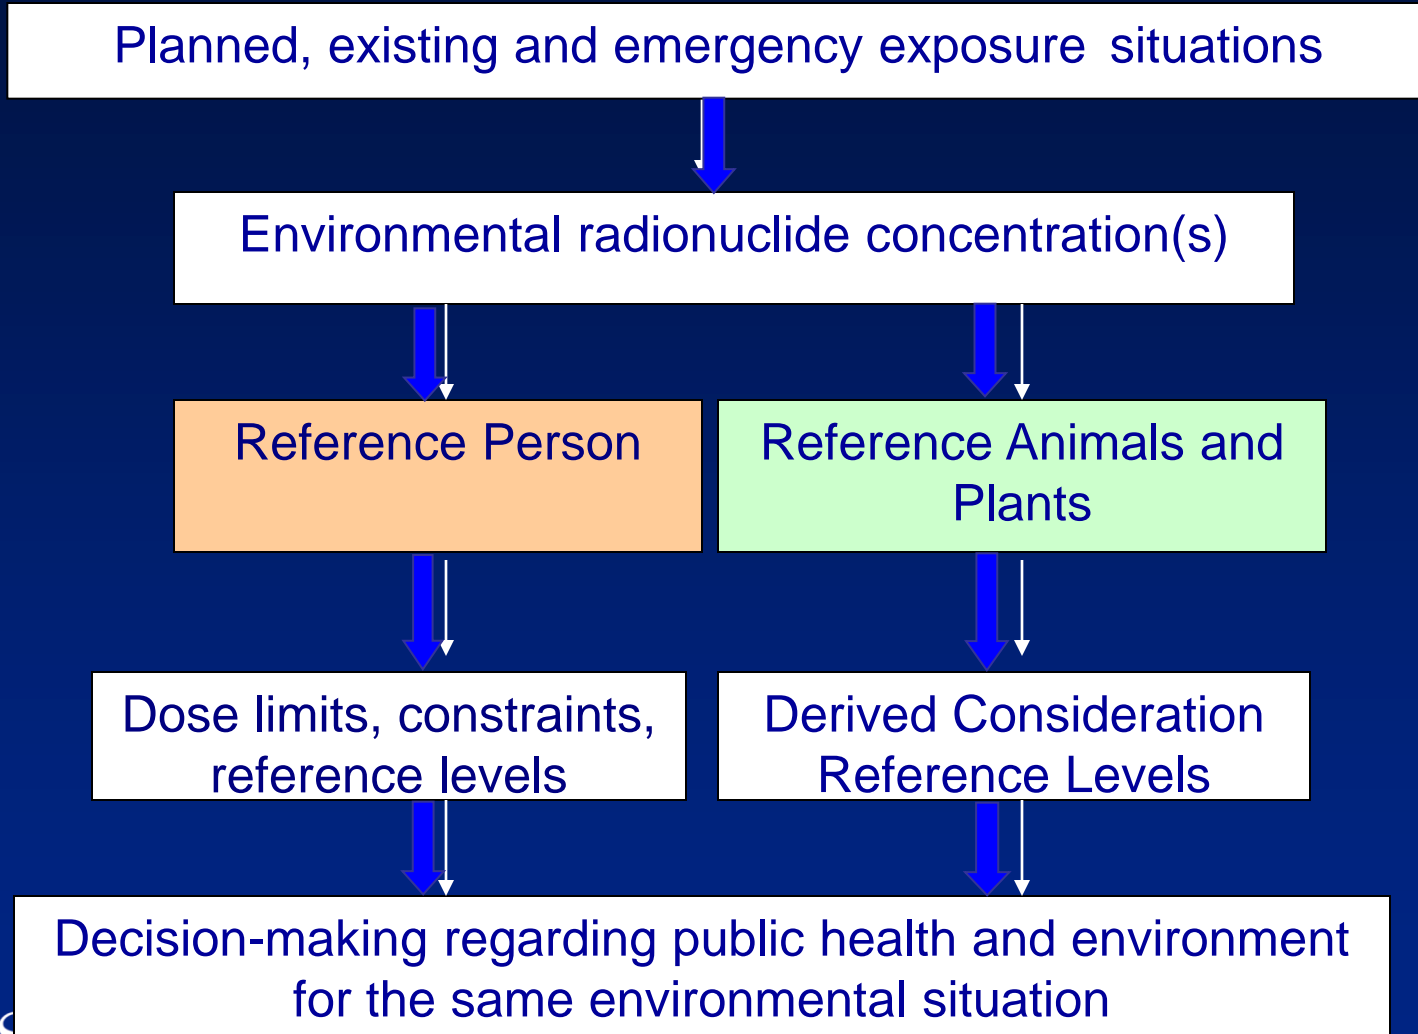 Planned, existing and emergency exposure situations
Environmental radionuclide concentration(s)
Reference Person
Reference Animals and
Plants
Dose limits, constraints,
reference levels
Derived Consideration
Reference Levels
Decision-making regarding public health and environment
for the same environmental situation